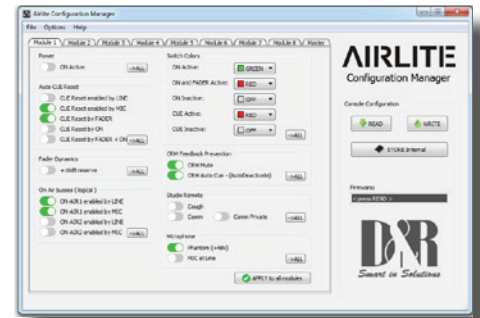 Airlite Configuration Manager
File Options Help
Module 1 Module 2 Module 3 Module 4 Module 5 Module 6 Module 7 Module 8 Master
Power
ON Active ->ALL
Auto CUE Reset
CUE Reset enabled by LINE
CUE Reset enabled by MIC
CUE Reset by FADER
CUE Reset by ON
CUE Reset by FADER + ON ->ALL
Fader Dynamics
+10dB reserve ->ALL
On Air busses (logical)
ON-AIR1 enabled by LINE
ON-AIR1 enabled by MIC
ON-AIR2 enabled by LINE
ON-AIR2 enabled by MIC ->ALL
Switch Colors
ON Active: GREEN
ON and FADER Active: RED
ON Inactive: OFF
CUE Active: RED
CUE Inactive: OFF
->ALL
CRM Feedback Prevention
CRM Mute
CRM Auto Cue - (AutoDeactivate) ->ALL
Studio Remote
Cough
Comm Comm Private ->ALL
Microphone
Phantom (+48V)
MIC at Line ->ALL
APPLY to all modules
AIRLITE
Configuration Manager
Console Configuration
READ WRITE
STORE Internal
Firmware
< press READ >
D&R
Smart in Solutions